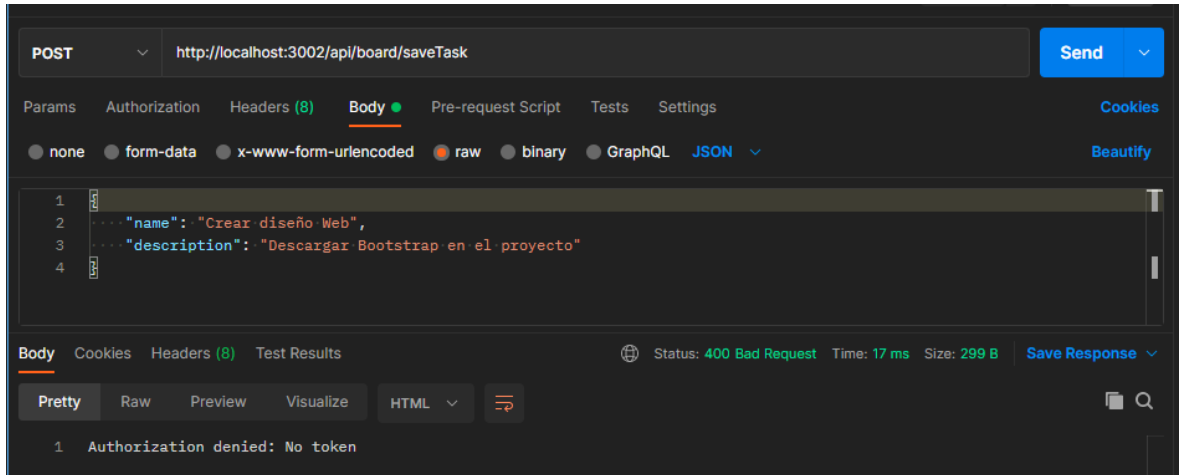 POST http://localhost:3002/api/board/saveTask Send
Params Authorization Headers (8) Body Pre-request Script Tests Settings Cookies
none form-data x-www-form-urlencoded raw binary GraphQL JSON Beautify
1 {
2 ····"name":·"Crear·diseño·Web",
3 ····"description":·"Descargar·Bootstrap·en·el·proyecto"
4 }
Body Cookies Headers (8) Test Results Status: 400 Bad Request Time: 17 ms Size: 299 B Save Response
Pretty Raw Preview Visualize HTML
1 Authorization denied: No token